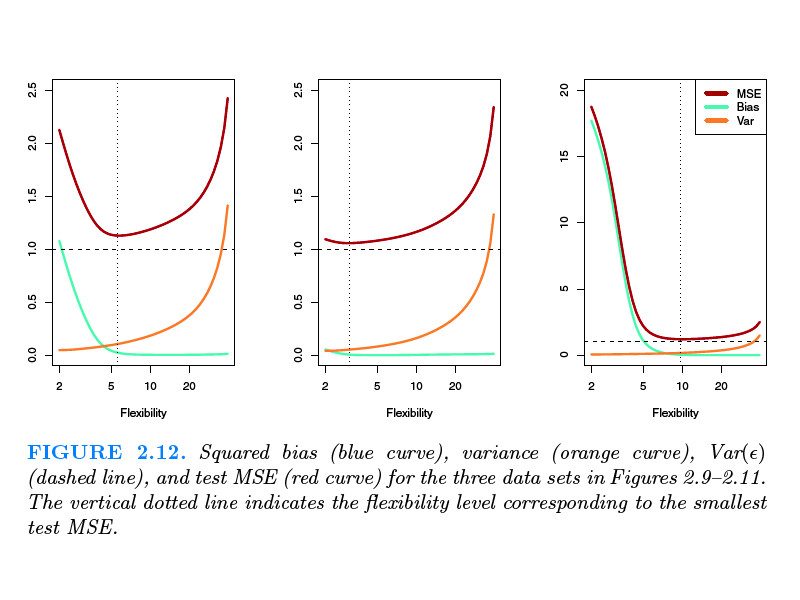 0.0 0.5 1.0 1.5 2.0 2.5
2 5 10 20
Flexibility
0.0 0.5 1.0 1.5 2.0 2.5
2 5 10 20
Flexibility
0 5 10 15 20
2 5 10 20
Flexibility
MSE
Bias
Var
FIGURE 2.12. Squared bias (blue curve), variance (orange curve), Var(ϵ)
(dashed line), and test MSE (red curve) for the three data sets in Figures 2.9–2.11.
The vertical dotted line indicates the flexibility level corresponding to the smallest
test MSE.